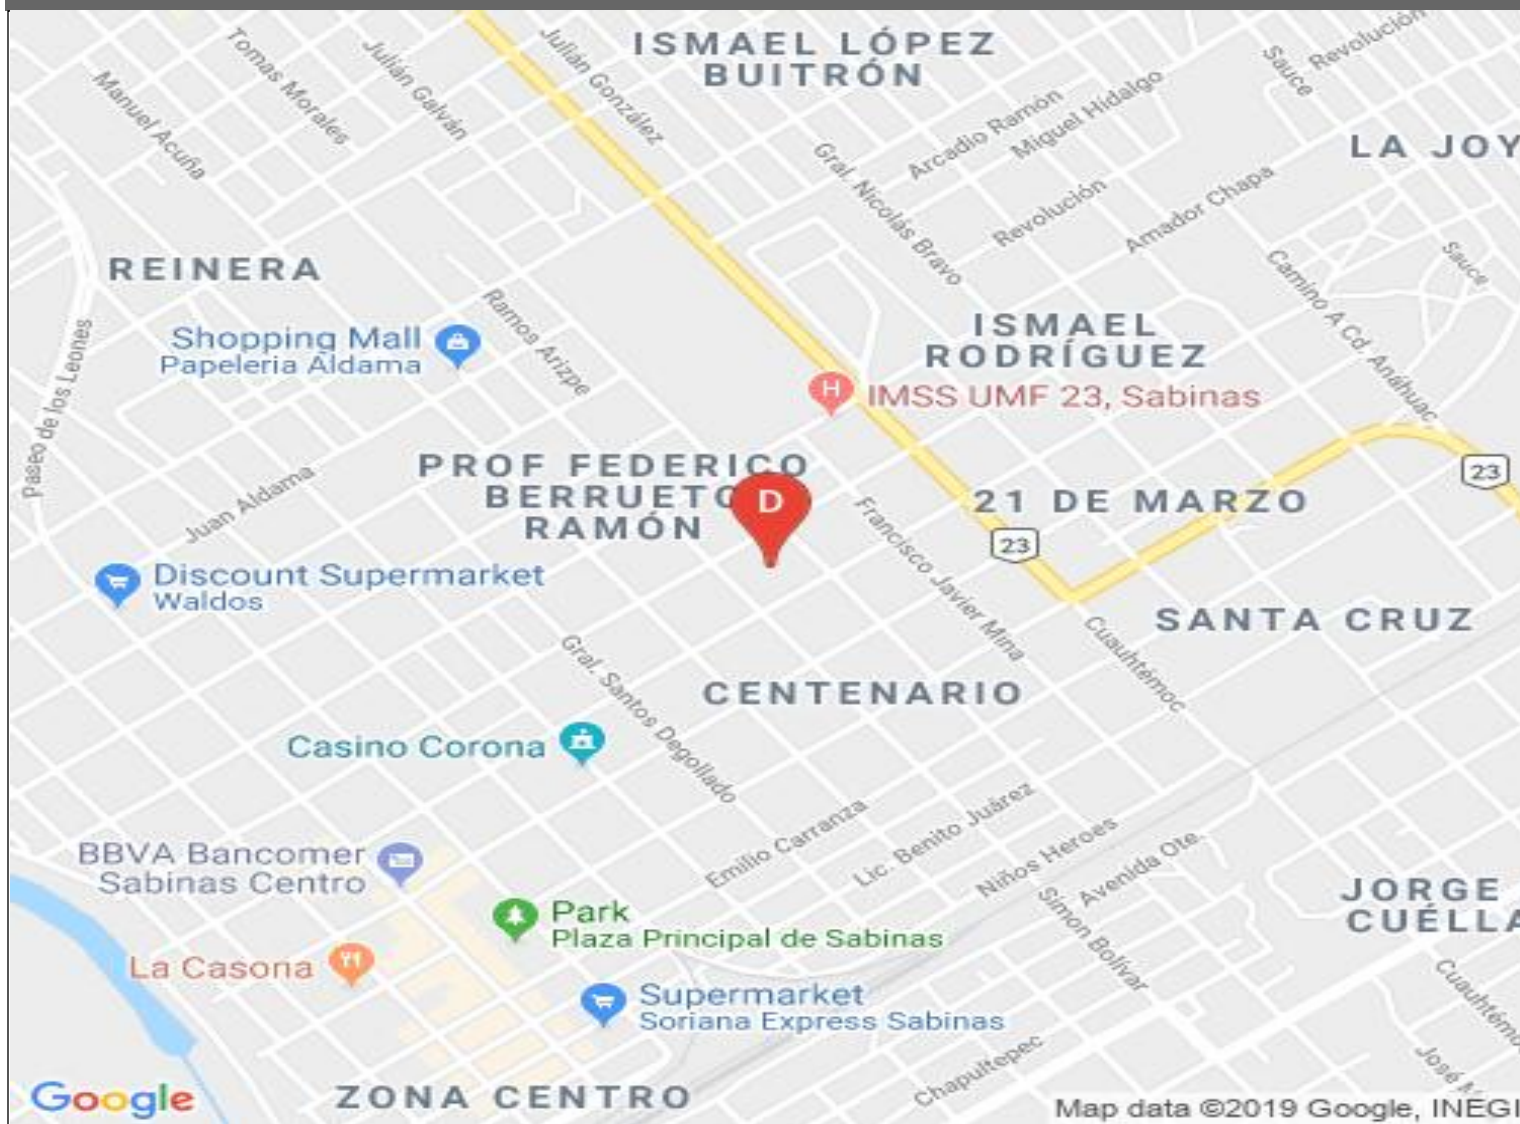 ISMAEL LÓPEZ
BUITRÓN
Tomas Morales
Julián Galván
Julián González
Manuel Acuña
Revolución
Sauce
Arcadio Ramón
Miguel Hidalgo
LA JOY
Gral. Nicolás Bravo
Revolución
Amador Chapa
REINERA
Sauce
Camino A Cd. Anáhuac
Ramos Arizpe
Shopping Mall
Papeleria Aldama
ISMAEL
RODRÍGUEZ
Paseo de los Leones
H
IMSS UMF 23, Sabinas
PROF FEDERICO
BERRUETO
RAMÓN
D
Juan Aldama
21 DE MARZO
23
23
Francisco Javier Mina
Discount Supermarket
Waldos
SANTA CRUZ
Cuauhtémoc
Gral. Santos Degollado
CENTENARIO
Casino Corona
Emilio Carranza
Lic. Benito Juárez
Niños Heroes
Avenida Ote.
Simon Bolívar
BBVA Bancomer
Sabinas Centro
JORGE
CUÉLLA
Park
Plaza Principal de Sabinas
La Casona
Supermarket
Soriana Express Sabinas
Cuauhtémoc
José M
Chapultepec
ZONA CENTRO
Google
Map data ©2019 Google, INEGI